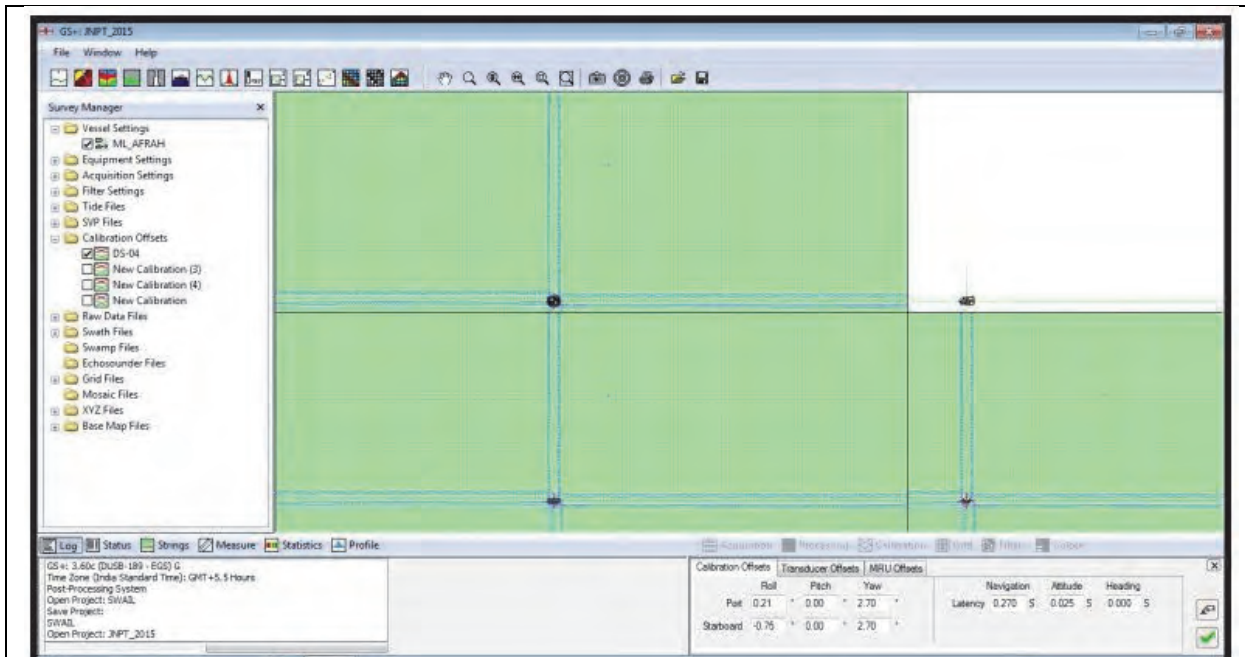 GS+: JNPT_2015
File Window Help
Survey Manager
Vessel Settings
ML_AFRAH
Equipment Settings
Acquisition Settings
Filter Settings
Tide Files
SVP Files
Calibration Offsets
DS-04
New Calibration (3)
New Calibration (4)
New Calibration
Raw Data Files
Swath Files
Swamp Files
Echosounder Files
Grid Files
Mosaic Files
XYZ Files
Base Map Files
Log Status Strings Measure Statistics Profile
Acquisition Processing Calibration Grid Filters
GS+: 3.60c (DUSB-189 - EGS) G
Time Zone (India Standard Time): GMT+5.5 Hours
Post-Processing System
Open Project: SWAIL
Save Project:
SWAIL
Open Project: JNPT_2015
Calibration Offsets Transducer Offsets MRU Offsets
Roll Pitch Yaw
Port 0.21 ° 0.00 ° 2.70 °
Starboard -0.75 ° 0.00 ° 2.70 °
Navigation Attitude Heading
Latency 0.270 S 0.025 S 0.000 S